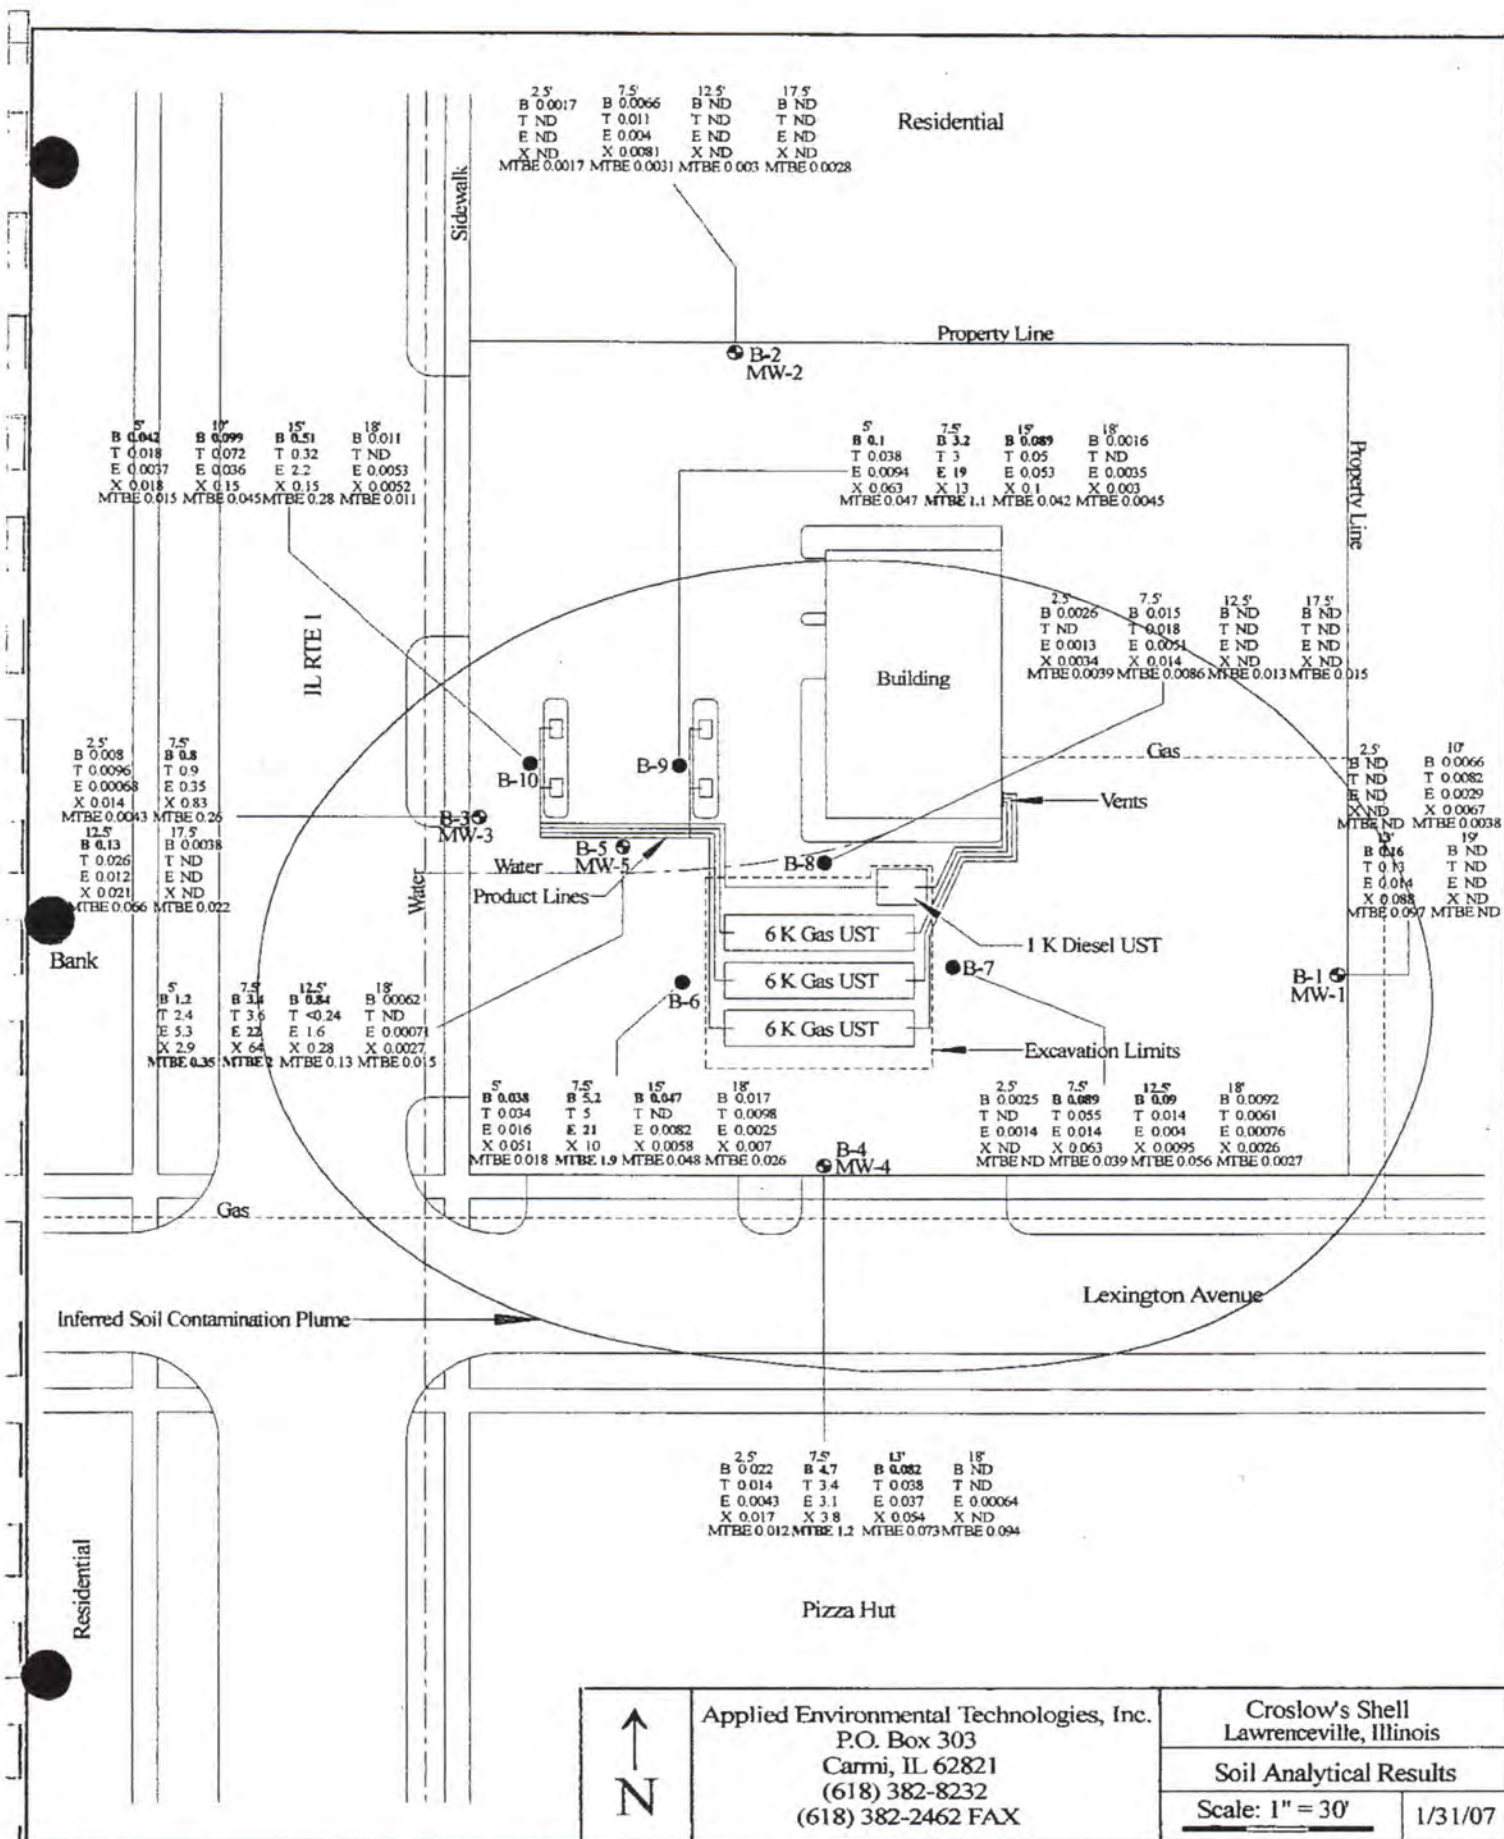 2.5' 7.5' 12.5' 17.5'
B 0.0017 B 0.0066 B ND B ND
T ND T 0.011 T ND T ND
E ND E 0.004 E ND E ND
X ND X 0.0081 X ND X ND
MTBE 0.0017 MTBE 0.0031 MTBE 0.003 MTBE 0.0028
Residential
Sidewalk
Property Line
B-2
MW-2
5' 10' 15' 18'
B 0.042 B 0.099 B 0.51 B 0.011
T 0.018 T 0.072 T 0.32 T ND
E 0.0037 E 0.036 E 2.2 E 0.0053
X 0.018 X 0.15 X 0.15 X 0.0052
MTBE 0.015 MTBE 0.045 MTBE 0.28 MTBE 0.011
5' 7.5' 15' 18'
B 0.1 B 3.2 B 0.089 B 0.0016
T 0.038 T 3 T 0.05 T ND
E 0.0094 E 19 E 0.053 E 0.0035
X 0.063 X 13 X 0.1 X 0.003
MTBE 0.047 MTBE 1.1 MTBE 0.042 MTBE 0.0045
Property Line
IL RTE 1
2.5' 7.5' 12.5' 17.5'
B 0.0026 B 0.015 B ND B ND
T ND T 0.018 T ND T ND
E 0.0013 E 0.0051 E ND E ND
X 0.0034 X 0.014 X ND X ND
MTBE 0.0039 MTBE 0.0086 MTBE 0.013 MTBE 0.015
Building
Gas
B-10
B-9
Vents
2.5' 7.5'
B 0.008 B 0.8
T 0.0096 T 0.9
E 0.00068 E 0.35
X 0.014 X 0.83
MTBE 0.0043 MTBE 0.26
12.5' 17.5'
B 0.13 B 0.0038
T 0.026 T ND
E 0.012 E ND
X 0.021 X ND
MTBE 0.066 MTBE 0.022
B-3
MW-3
B-5
MW-5
Water
Water
Product Lines
B-8
2.5' 10'
B ND B 0.0066
T ND T 0.0082
E ND E 0.0029
X ND X 0.0067
MTBE ND MTBE 0.0038
13' 19'
B 0.16 B ND
T 0.13 T ND
E 0.014 E ND
X 0.088 X ND
MTBE 0.097 MTBE ND
6 K Gas UST
1 K Diesel UST
6 K Gas UST
6 K Gas UST
B-7
B-6
B-1
MW-1
Bank
5' 7.5' 12.5' 18'
B 1.2 B 3.4 B 0.84 B 00062
T 2.4 T 3.6 T <0.24 T ND
E 5.3 E 22 E 1.6 E 0.00071
X 2.9 X 64 X 0.28 X 0.0027
MTBE 0.35 MTBE 2 MTBE 0.13 MTBE 0.015
Excavation Limits
5' 7.5' 15' 18'
B 0.038 B 5.2 B 0.047 B 0.017
T 0.034 T 5 T ND T 0.0098
E 0.016 E 21 E 0.0082 E 0.0025
X 0.051 X 10 X 0.0058 X 0.007
MTBE 0.018 MTBE 1.9 MTBE 0.048 MTBE 0.026
2.5' 7.5' 12.5' 18'
B 0.0025 B 0.089 B 0.09 B 0.0092
T ND T 0.055 T 0.014 T 0.0061
E 0.0014 E 0.014 E 0.004 E 0.00076
X ND X 0.063 X 0.0095 X 0.0026
MTBE ND MTBE 0.039 MTBE 0.056 MTBE 0.0027
B-4
MW-4
Gas
Lexington Avenue
Inferred Soil Contamination Plume
2.5' 7.5' 13' 18'
B 0.022 B 4.7 B 0.082 B ND
T 0.014 T 3.4 T 0.038 T ND
E 0.0043 E 3.1 E 0.037 E 0.00064
X 0.017 X 3.8 X 0.054 X ND
MTBE 0.012 MTBE 1.2 MTBE 0.073 MTBE 0.094
Residential
Pizza Hut
N
Applied Environmental Technologies, Inc.
P.O. Box 303
Carmi, IL 62821
(618) 382-8232
(618) 382-2462 FAX
Croslow's Shell
Lawrenceville, Illinois
Soil Analytical Results
Scale: 1" = 30'
1/31/07